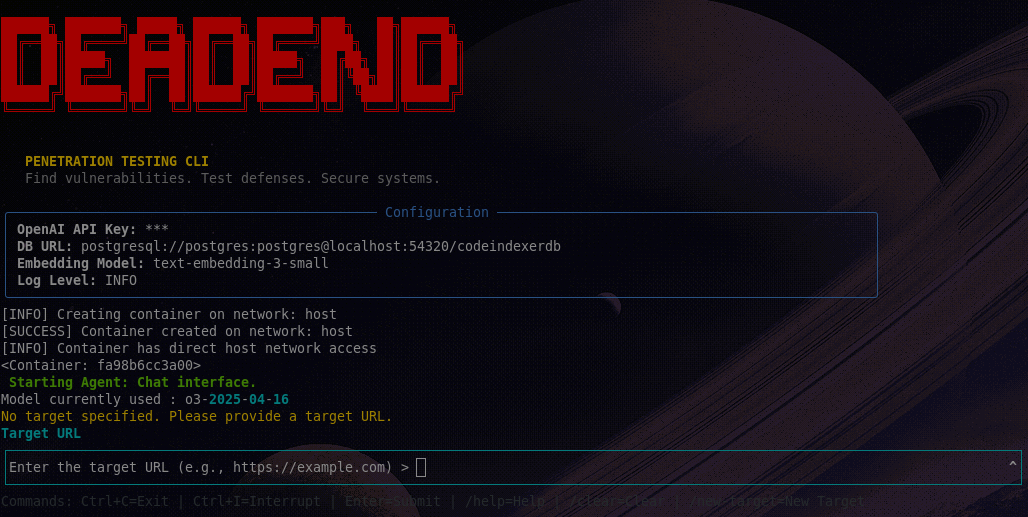 DEADEND
PENETRATION TESTING CLI
Find vulnerabilities. Test defenses. Secure systems.
Configuration
OpenAI API Key: ***
DB URL: postgresql://postgres:postgres@localhost:54320/codeindexerdb
Embedding Model: text-embedding-3-small
Log Level: INFO
[INFO] Creating container on network: host
[SUCCESS] Container created on network: host
[INFO] Container has direct host network access
<Container: fa98b6cc3a00>
Starting Agent: Chat interface.
Model currently used : o3-2025-04-16
No target specified. Please provide a target URL.
Target URL
Enter the target URL (e.g., https://example.com) > ^
Commands: Ctrl+C=Exit | Ctrl+I=Interrupt | Enter=Submit | /help=Help | /clear=Clear | /new-target=New Target